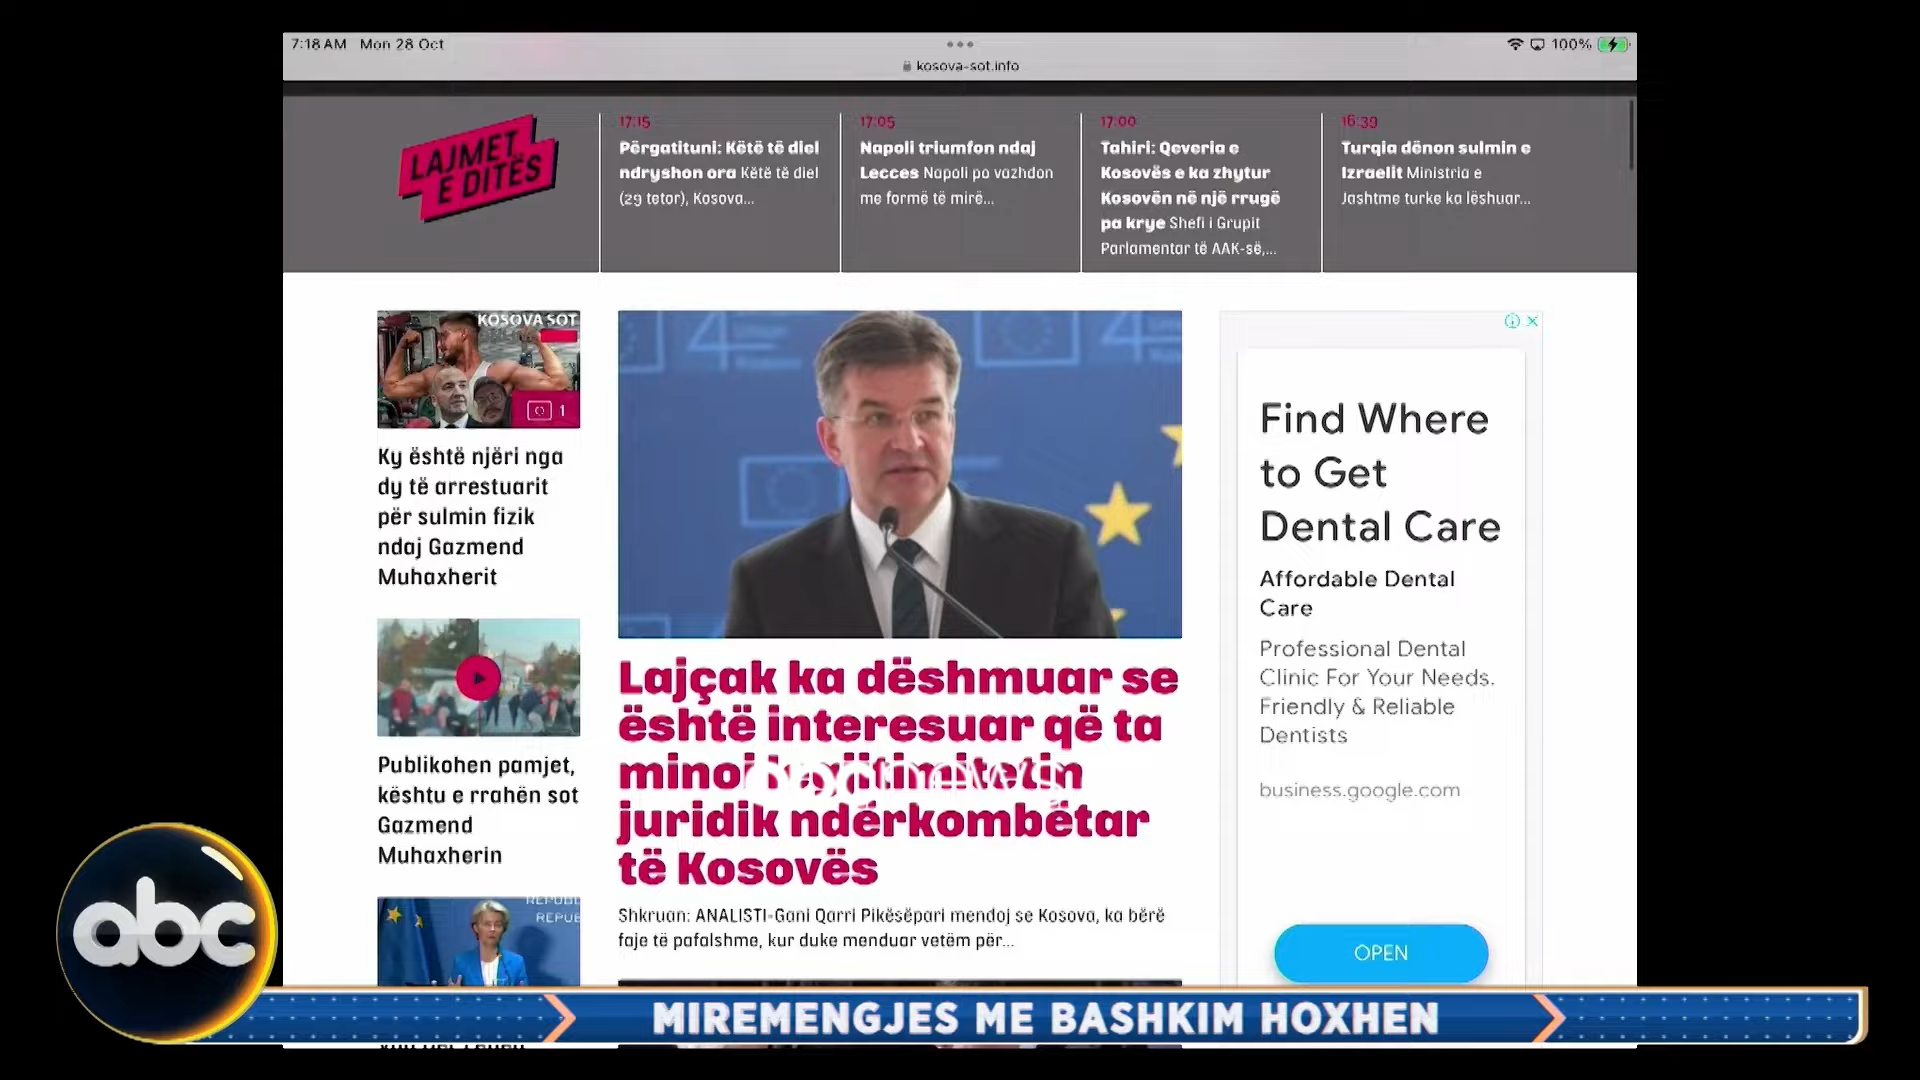 7:18 AM Mon 28 Oct
100%
kosova-sot.info
LAJMET
E DITËS
17:15
Përgatituni: Këtë të diel
ndryshon ora Këtë të diel
(29 tetor), Kosova...
17:05
Napoli triumfon ndaj
Lecces Napoli po vazhdon
me formë të mirë...
17:00
Tahiri: Qeveria e
Kosovës e ka zhytur
Kosovën në një rrugë
pa krye Shefi i Grupit
Parlamentar të AAK-së,...
16:39
Turqia dënon sulmin e
Izraelit Ministria e
Jashtme turke ka lëshuar...
KOSOVA SOT
1
Ky është njëri nga
dy të arrestuarit
për sulmin fizik
ndaj Gazmend
Muhaxherit
Publikohen pamjet,
kështu e rrahën sot
Gazmend
Muhaxherin
REPUBL
REPUB
4
4
Lajçak ka dëshmuar se
është interesuar që ta
juridik ndërkombëtar
të Kosovës
abcnews
Shkruan: ANALISTI-Gani Qarri Pikësëpari mendoj se Kosova, ka bërë
faje të pafalshme, kur duke menduar vetëm për...
Find Where
to Get
Dental Care
Affordable Dental
Care
Professional Dental
Clinic For Your Needs.
Friendly & Reliable
Dentists
business.google.com
OPEN
abc
MIREMENGJES ME BASHKIM HOXHEN